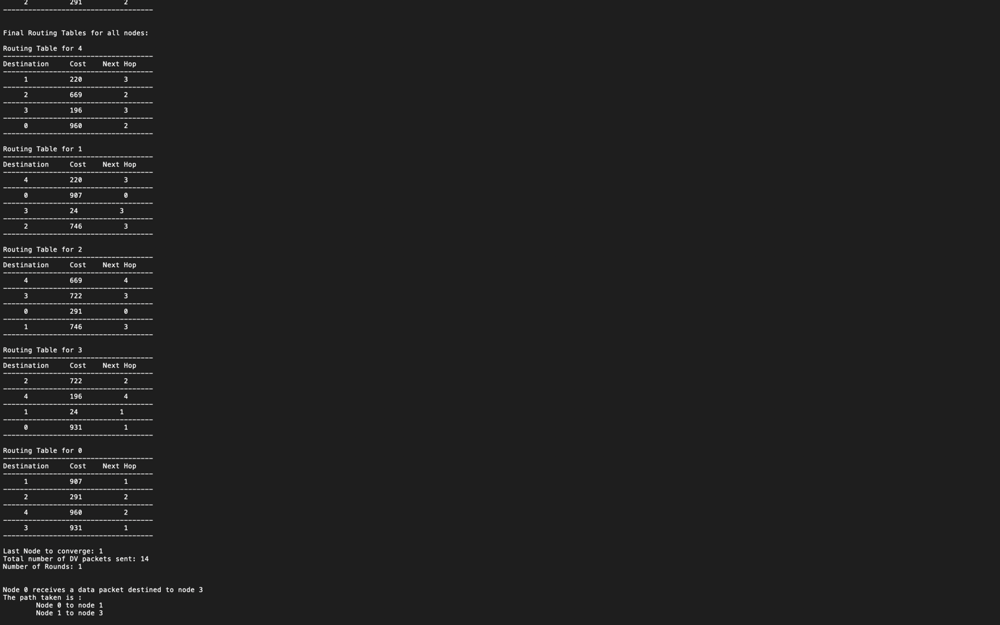 2          291          2
------------------------------------
Final Routing Tables for all nodes:
Routing Table for 4
------------------------------------
Destination     Cost    Next Hop
------------------------------------
1          220          3
------------------------------------
2          669          2
------------------------------------
3          196          3
------------------------------------
0          960          2
------------------------------------
Routing Table for 1
------------------------------------
Destination     Cost    Next Hop
------------------------------------
4          220          3
------------------------------------
0          907          0
------------------------------------
3          24          3
------------------------------------
2          746          3
------------------------------------
Routing Table for 2
------------------------------------
Destination     Cost    Next Hop
------------------------------------
4          669          4
------------------------------------
3          722          3
------------------------------------
0          291          0
------------------------------------
1          746          3
------------------------------------
Routing Table for 3
------------------------------------
Destination     Cost    Next Hop
------------------------------------
2          722          2
------------------------------------
4          196          4
------------------------------------
1          24          1
------------------------------------
0          931          1
------------------------------------
Routing Table for 0
------------------------------------
Destination     Cost    Next Hop
------------------------------------
1          907          1
------------------------------------
2          291          2
------------------------------------
4          960          2
------------------------------------
3          931          1
------------------------------------
Last Node to converge: 1
Total number of DV packets sent: 14
Number of Rounds: 1
Node 0 receives a data packet destined to node 3
The path taken is :
Node 0 to node 1
Node 1 to node 3